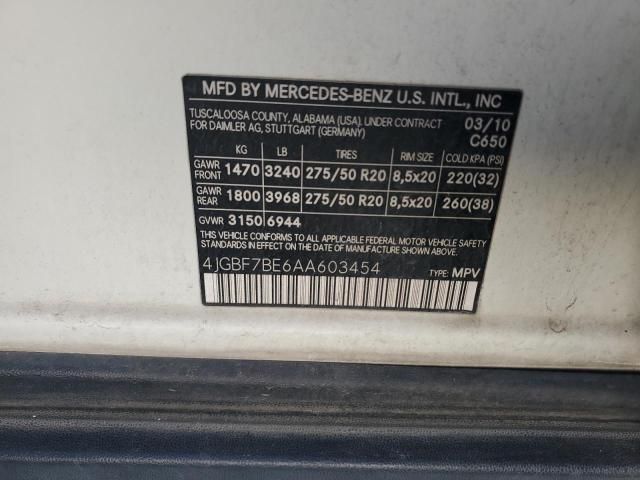 MFD BY MERCEDES-BENZ U.S. INTL., INC
TUSCALOOSA COUNTY, ALABAMA (USA). UNDER CONTRACT 03/10
FOR DAIMLER AG, STUTTGART (GERMANY) C650
KG LB TIRES RIM SIZE COLD KPA (PSI)
GAWR FRONT 1470 3240 275/50 R20 8,5x20 220(32)
GAWR REAR 1800 3968 275/50 R20 8,5x20 260(38)
GVWR 3150 6944
THIS VEHICLE CONFORMS TO ALL APPLICABLE FEDERAL MOTOR VEHICLE SAFETY
STANDARDS IN EFFECT ON THE DATE OF MANUFACTURE SHOWN ABOVE.
4JGBF7BE6AA603454 TYPE: MPV